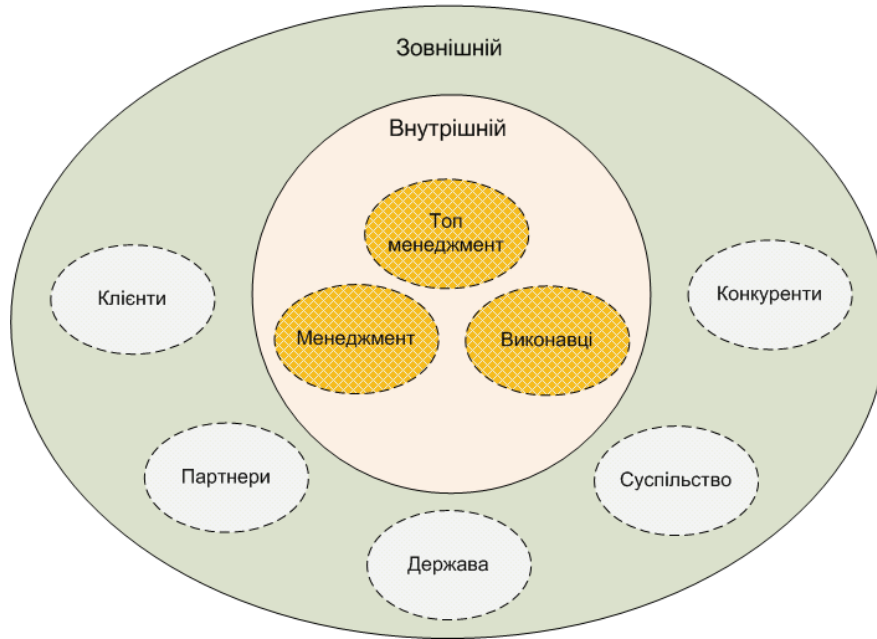 Зовнішній
Внутрішній
Топ
менеджмент
Клієнти
Конкуренти
Менеджмент
Виконавці
Партнери
Суспільство
Держава